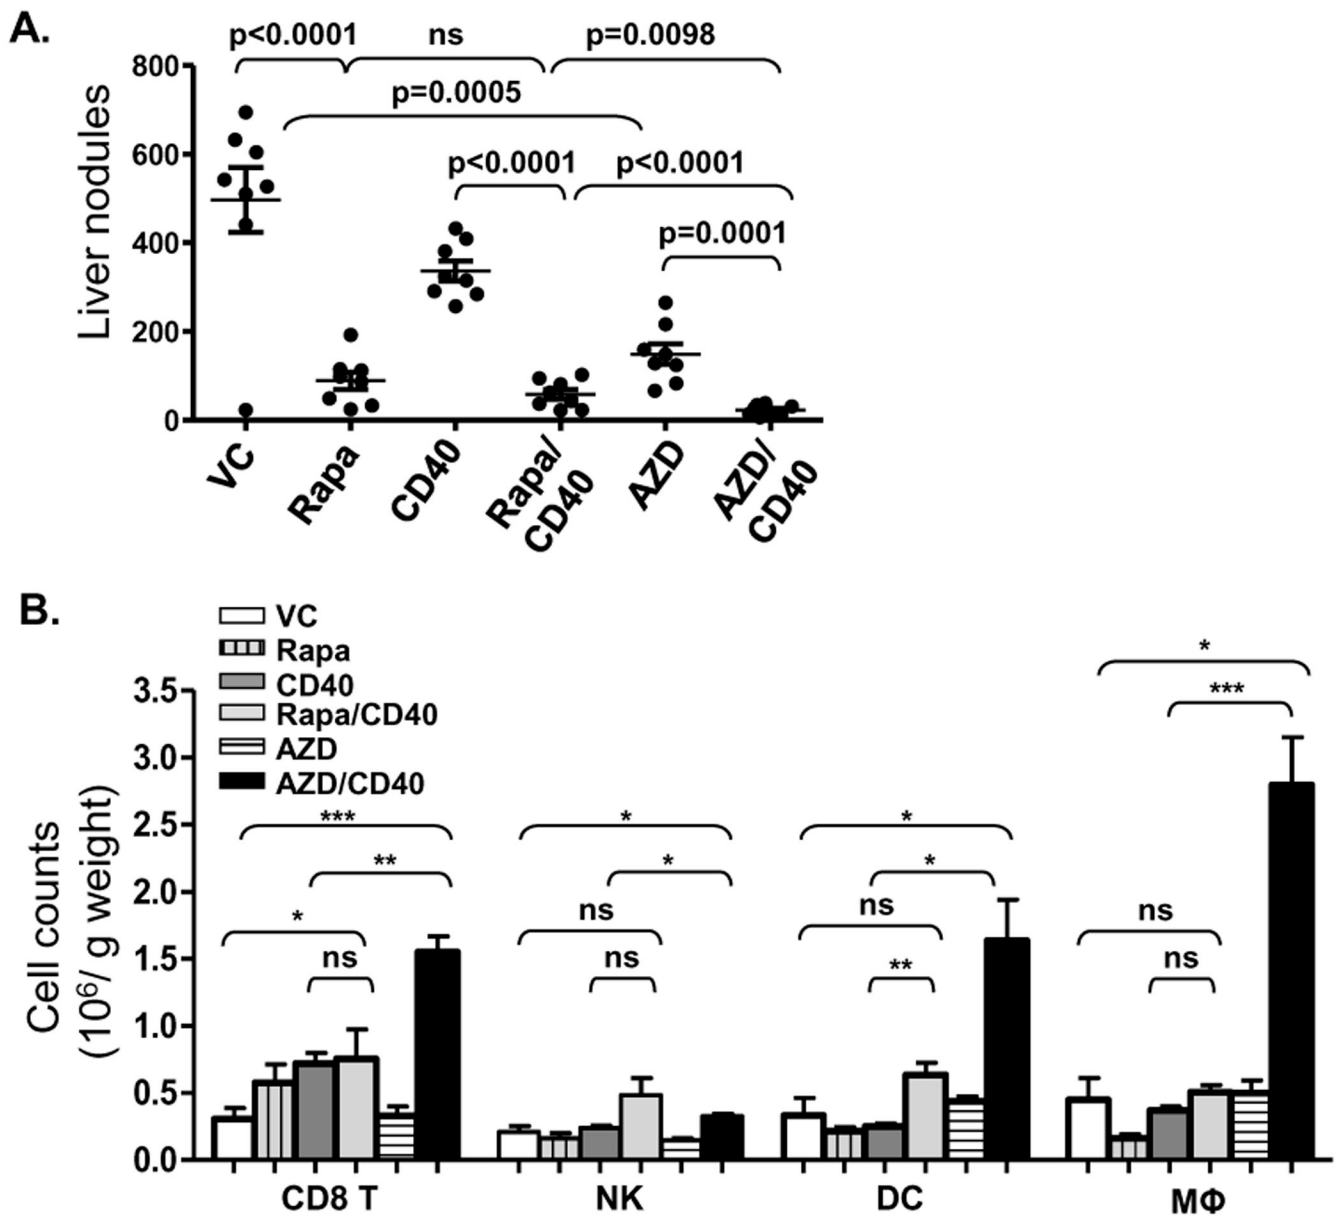 A.
p<0.0001 ns p=0.0098
p=0.0005
p<0.0001 p<0.0001
p=0.0001
Liver nodules
800
600
400
200
0
VC Rapa CD40 Rapa/ CD40 AZD AZD/ CD40
B.
VC
Rapa
CD40
Rapa/CD40
AZD
AZD/CD40
Cell counts
(10⁶/ g weight)
3.5
3.0
2.5
2.0
1.5
1.0
0.5
0.0
*** ** * ns
* * ns ns
* * ns **
* *** ns ns
CD8 T NK DC MΦ